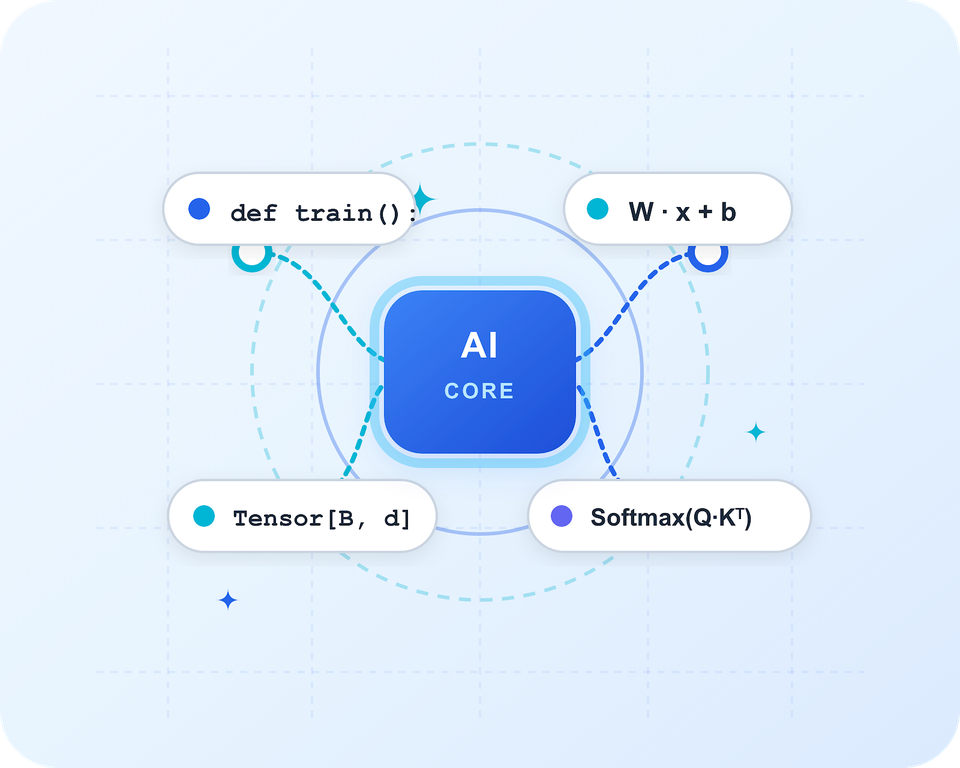 def train():
W · x + b
AI
CORE
Tensor[B, d]
Softmax(Q·Kᵀ)